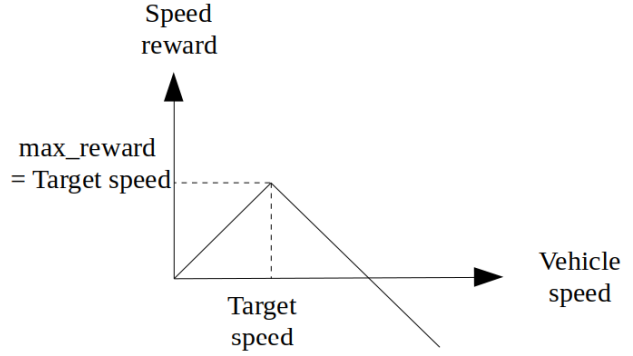 Speed
reward
max_reward
= Target speed
Vehicle
speed
Target
speed